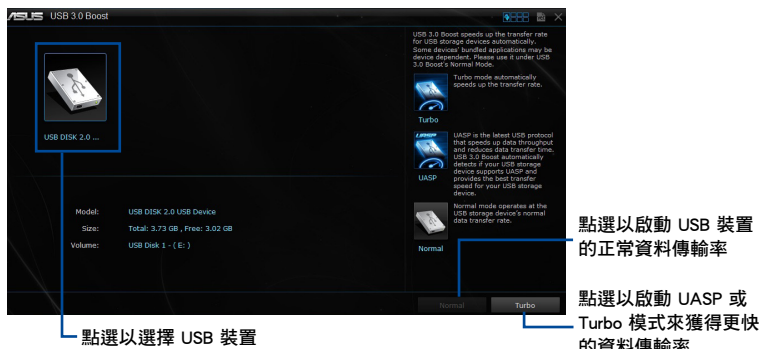 ASUS USB 3.0 Boost
USB 3.0 Boost speeds up the transfer rate
for USB storage devices automatically.
Some devices' bundled applications may be
device dependent. Please use it under USB
3.0 Boost's Normal Mode.
Turbo mode automatically
speeds up the transfer rate.
Turbo
USB DISK 2.0 ...
UASP is the latest USB protocol
that speeds up data throughput
and reduces data transfer time.
USB 3.0 Boost automatically
detects if your USB storage
device supports UASP and
provides the best transfer
speed for your USB storage
device.
UASP
Normal mode operates at the
USB storage device's normal
data transfer rate.
Normal
Model: USB DISK 2.0 USB Device
Size: Total: 3.73 GB , Free: 3.02 GB
Volume: USB Disk 1 - ( E: )
Normal Turbo
點選以啟動 USB 裝置
的正常資料傳輸率
點選以啟動 UASP 或
Turbo 模式來獲得更快
的資料傳輸率
點選以選擇 USB 裝置